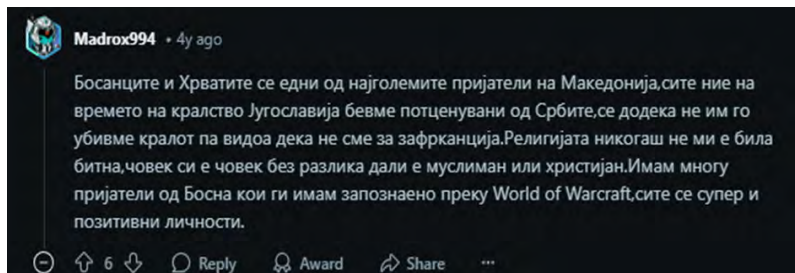 Madrox994 • 4y ago
Босанците и Хрватите се едни од најголемите пријатели на Македонија,сите ние на
времето на кралство Југославија бевме потценувани од Србите,се додека не им го
убивме кралот па видоа дека не сме за зафрканција.Религијата никогаш не ми е била
битна,човек си е човек без разлика дали е муслиман или христијан.Имам многу
пријатели од Босна кои ги имам запознаено преку World of Warcraft,сите се супер и
позитивни личности.
6 Reply Award Share ...